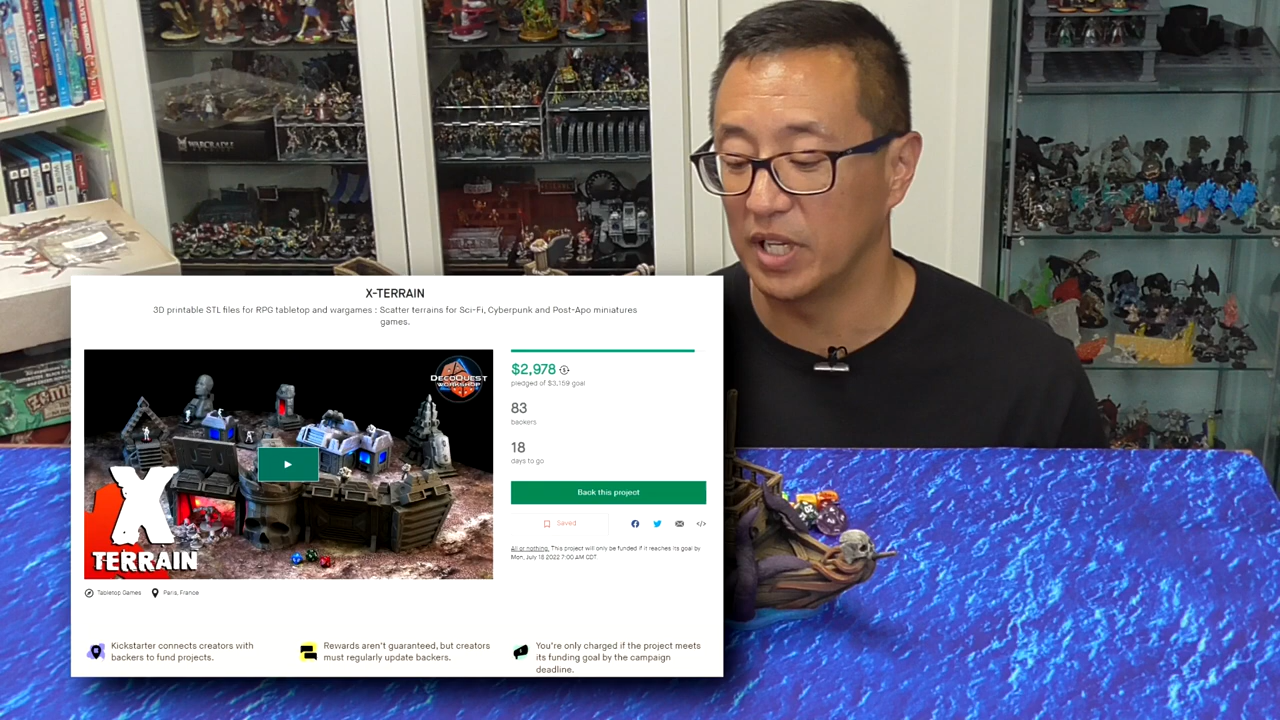 WARCRADLE
X-TERRAIN
3D printable STL files for RPG tabletop and wargames : Scatter terrains for Sci-Fi, Cyberpunk and Post-Apo miniatures
games.
DECOQUEST
WORKSHOP
X
TERRAIN
$2,978
pledged of $3,159 goal
83
backers
18
days to go
Back this project
Saved
All or nothing. This project will only be funded if it reaches its goal by
Mon, July 18 2022 7:00 AM CDT.
Tabletop Games
Paris, France
Kickstarter connects creators with
backers to fund projects.
Rewards aren't guaranteed, but creators
must regularly update backers.
You're only charged if the project meets
its funding goal by the campaign
deadline.